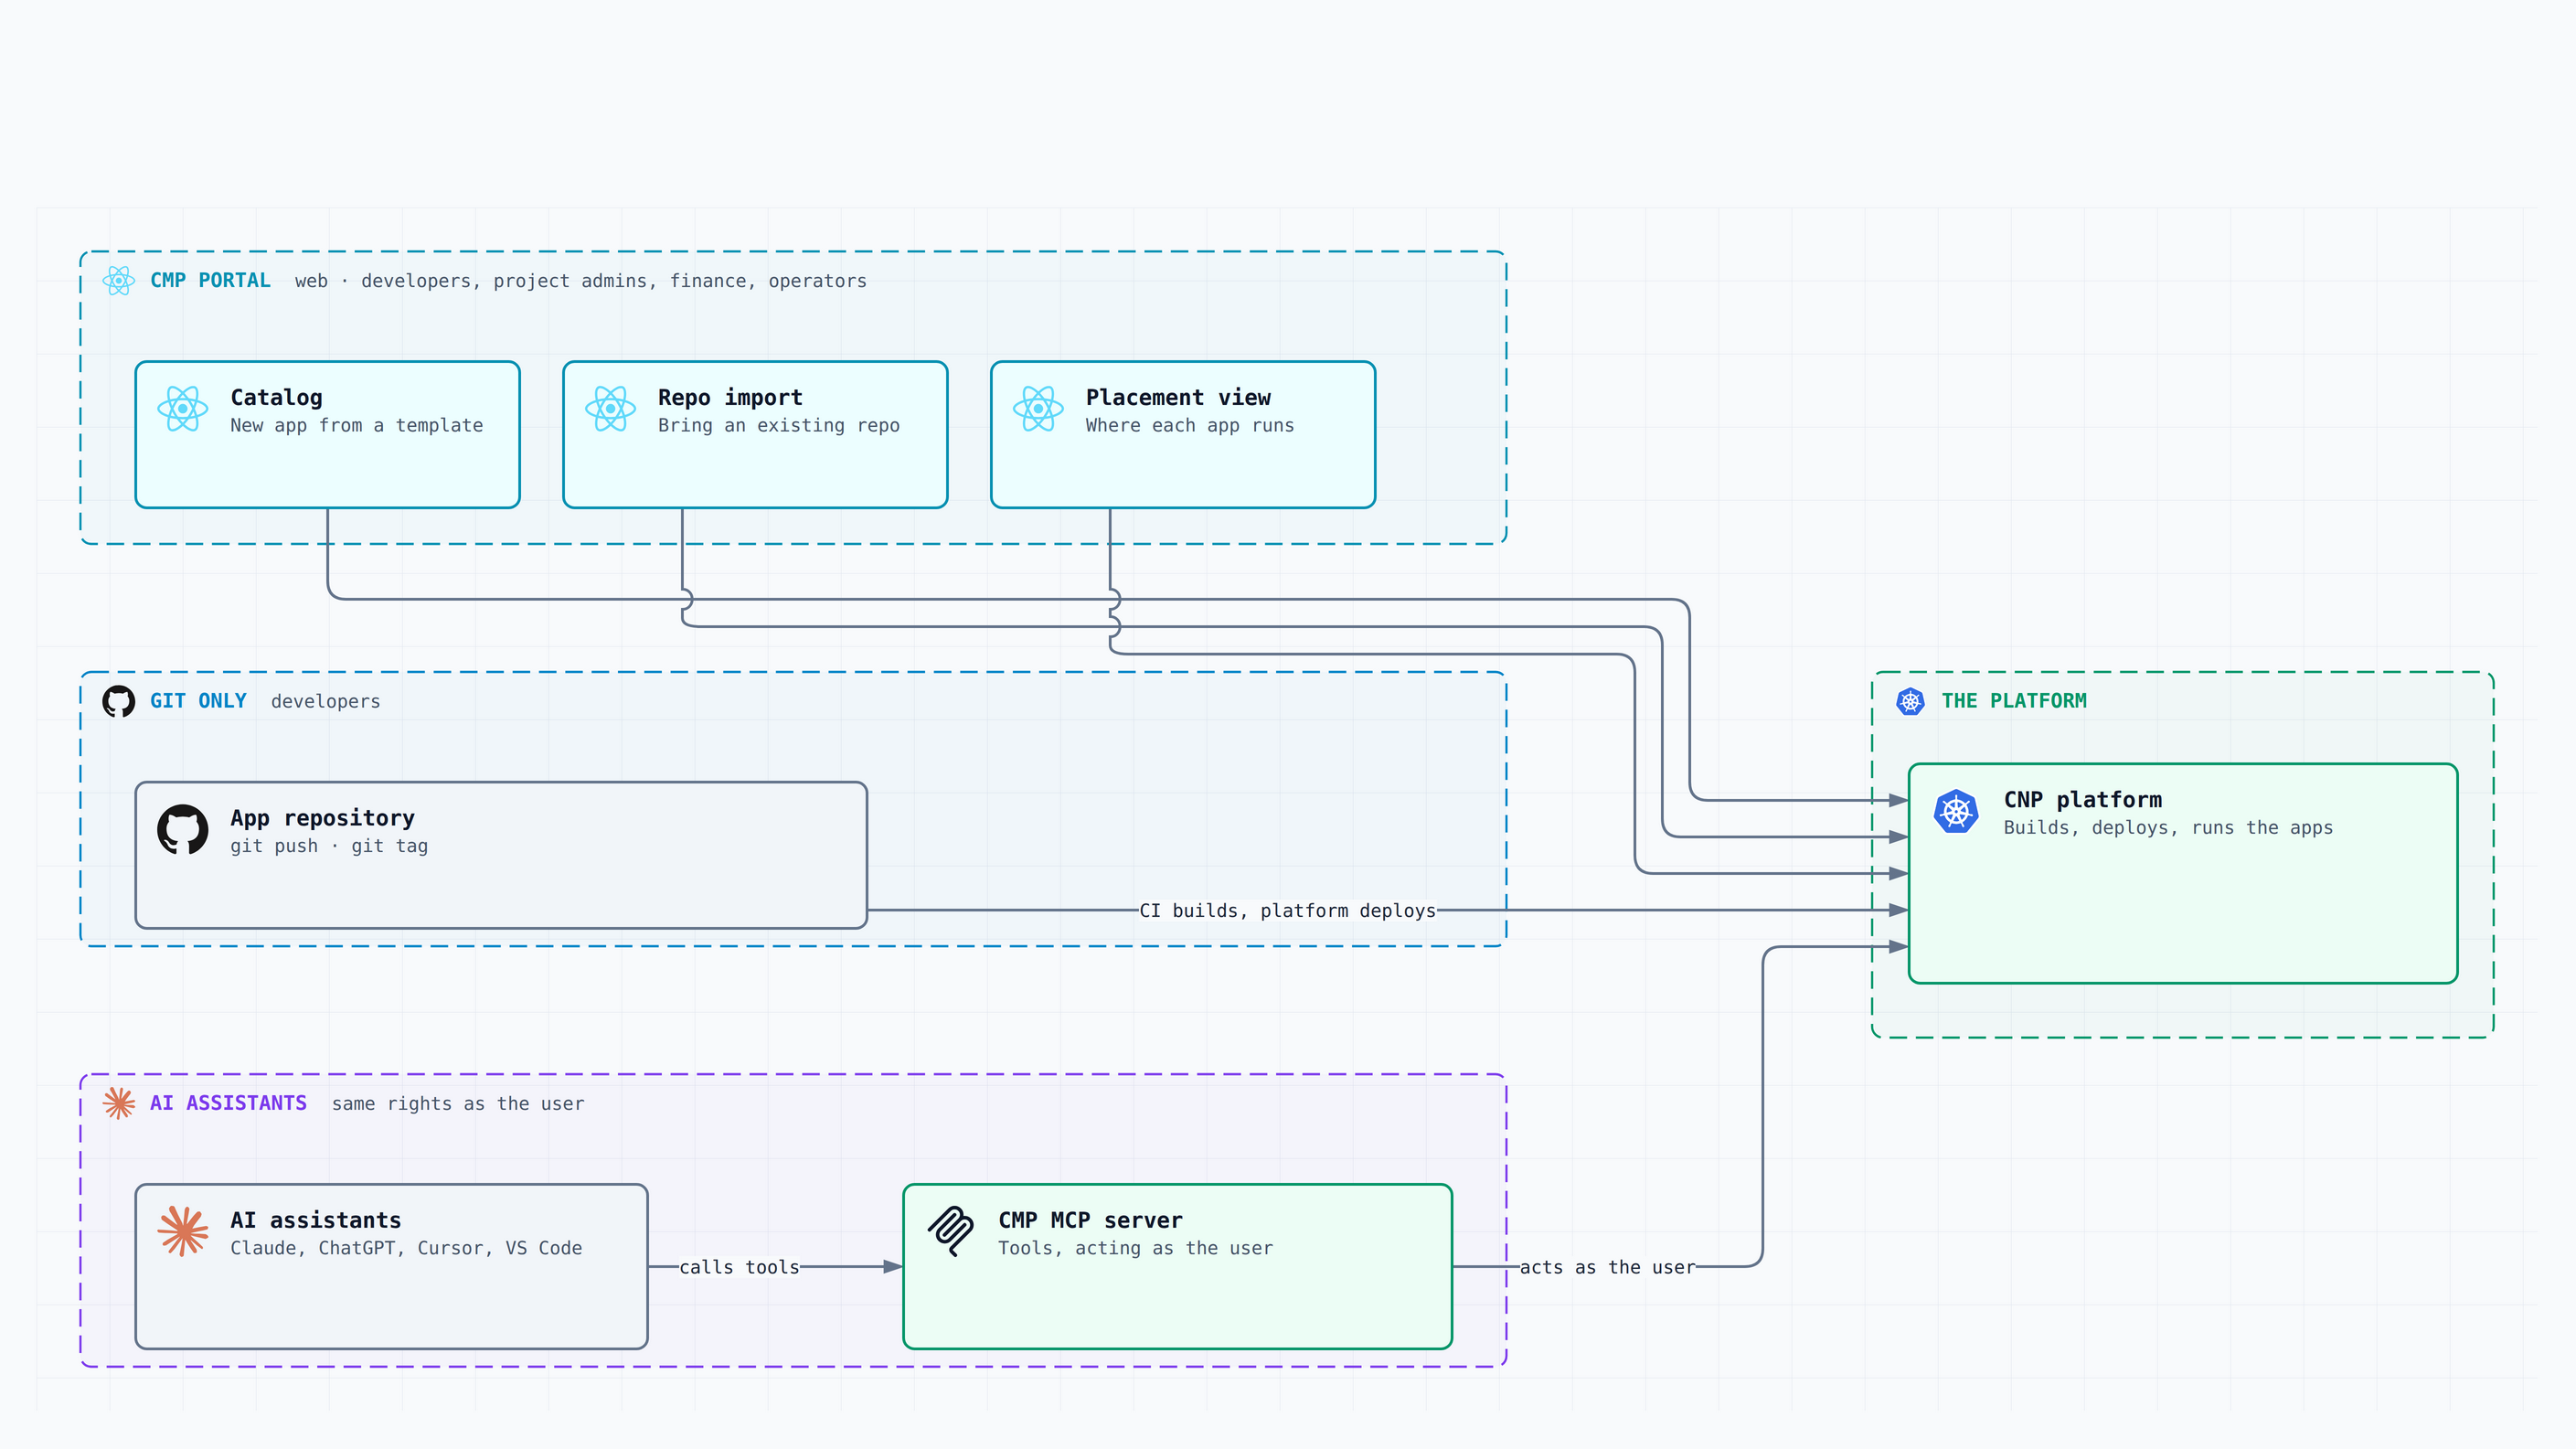 CMP PORTAL web · developers, project admins, finance, operators
Catalog
New app from a template
Repo import
Bring an existing repo
Placement view
Where each app runs
GIT ONLY developers
App repository
git push · git tag
CI builds, platform deploys
THE PLATFORM
CNP platform
Builds, deploys, runs the apps
AI ASSISTANTS same rights as the user
AI assistants
Claude, ChatGPT, Cursor, VS Code
calls tools
CMP MCP server
Tools, acting as the user
acts as the user